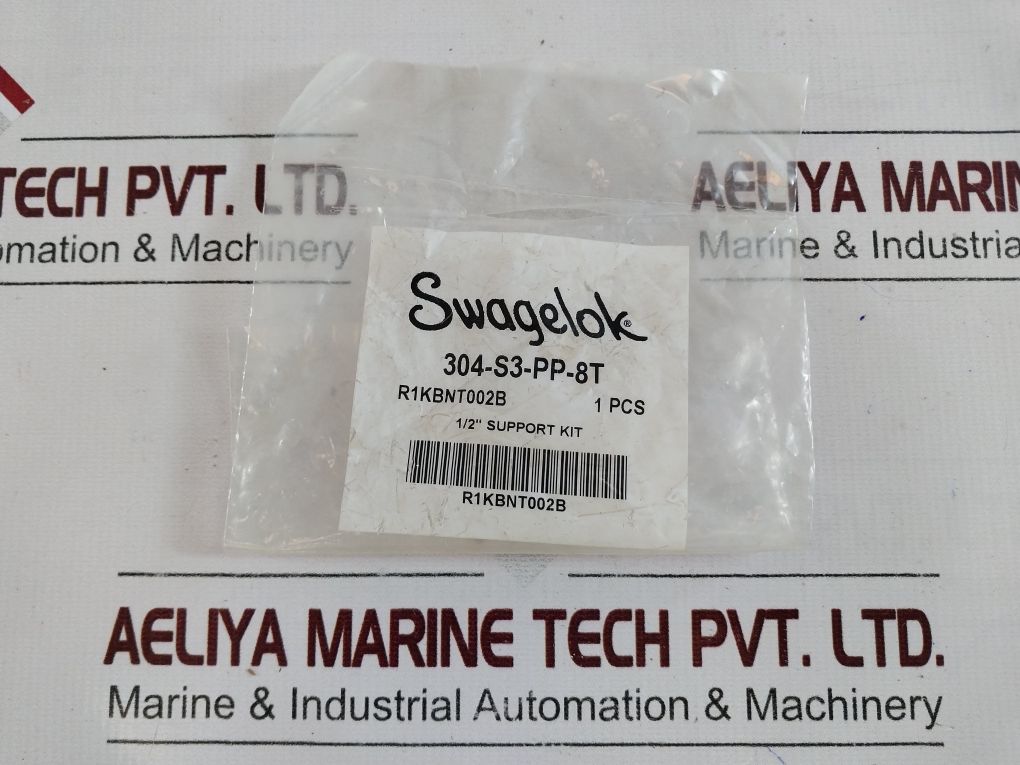 TECH PVT. LTD.
omation & Machinery
AELIYA MARIN
Marine & Industria
Swagelok®
304-S3-PP-8T
R1KBNT002B 1 PCS
1/2" SUPPORT KIT
R1KBNT002B
AELIYA MARINE TECH PVT. LTD.
Marine & Industrial Automation & Machinery